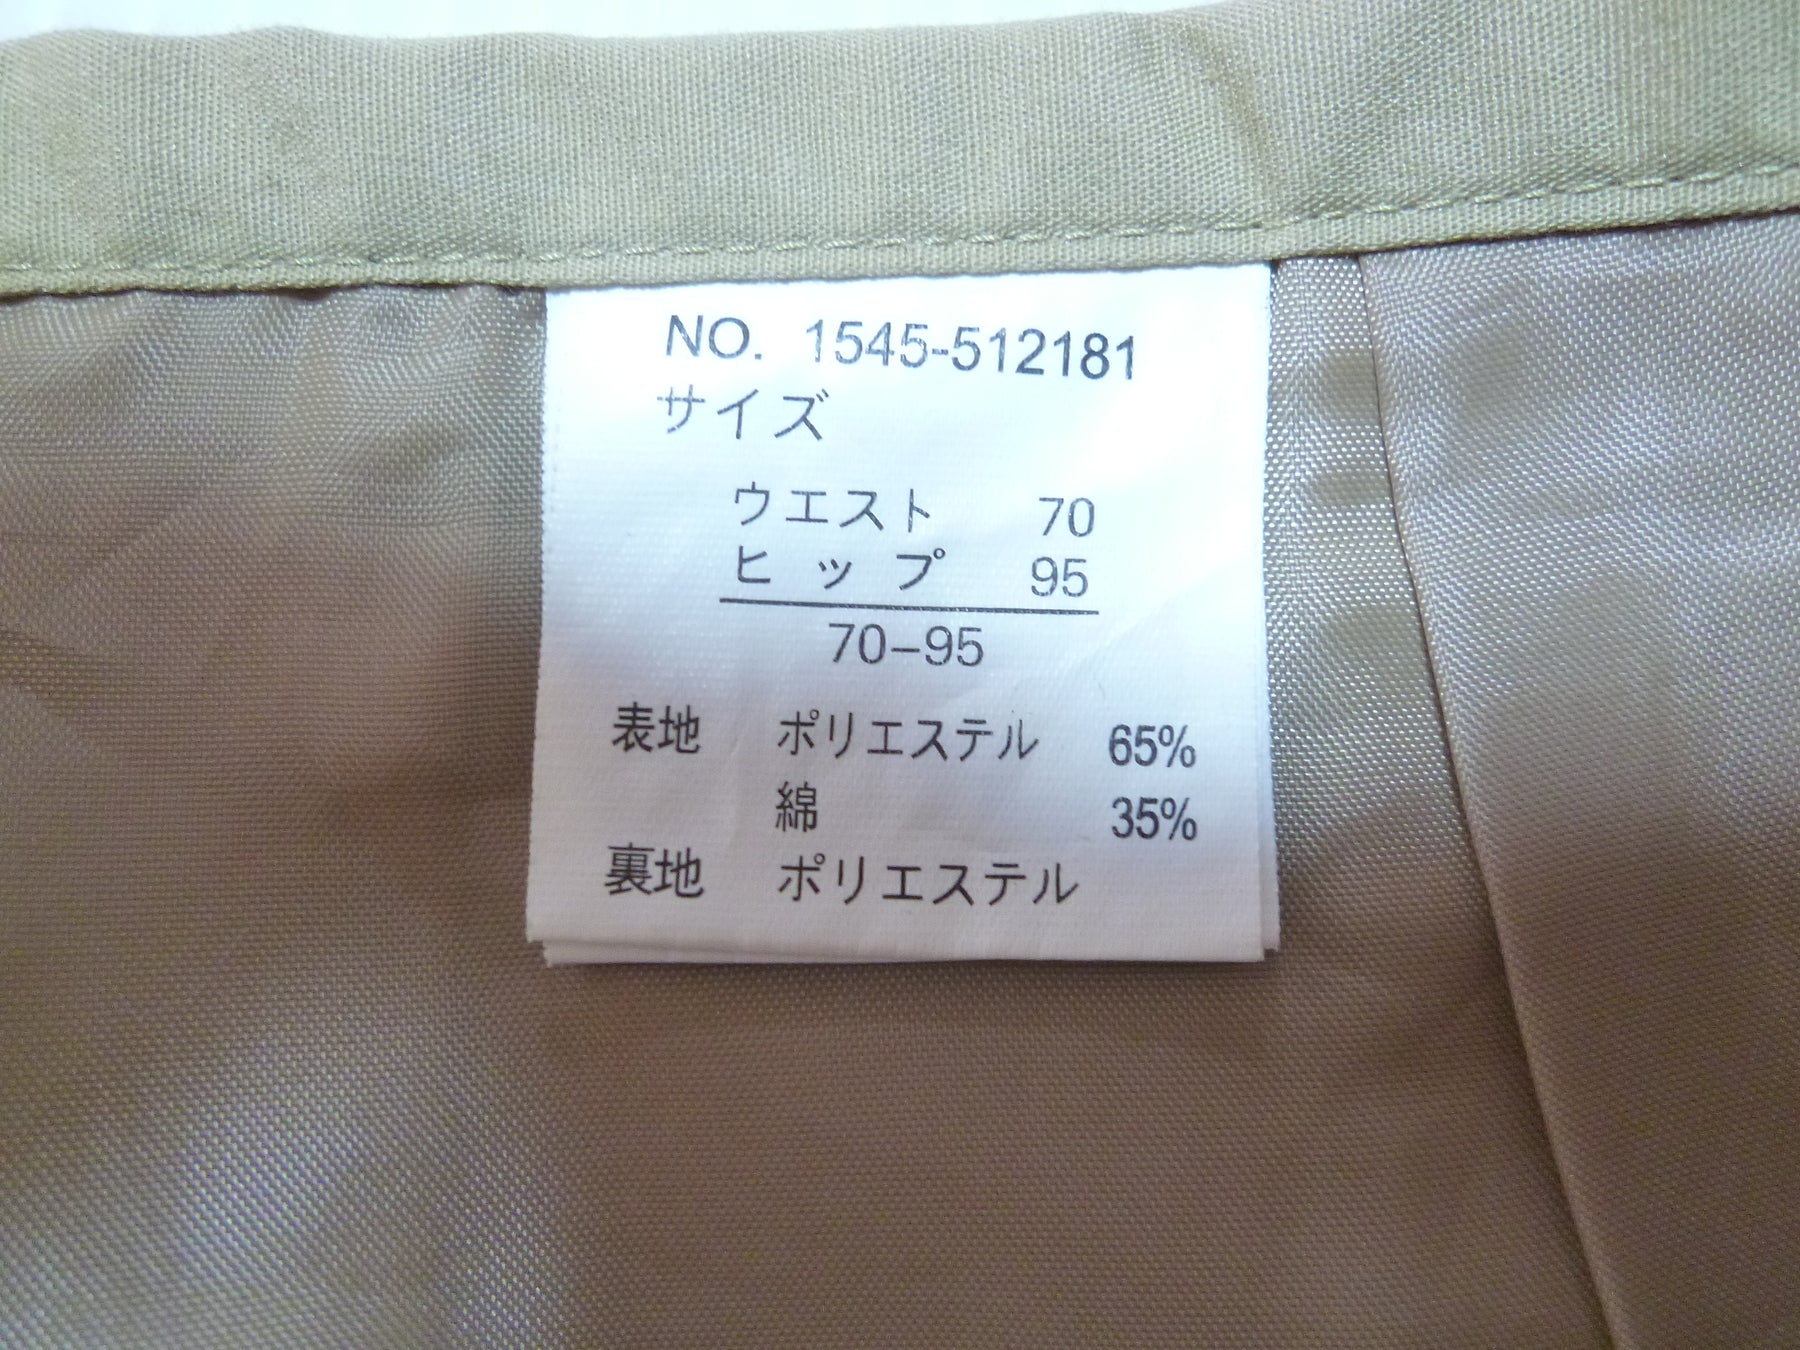 NO. 1545-512181
サイズ
ウエスト 70
ヒップ 95
70-95
表地 ポリエステル 65%
綿 35%
裏地 ポリエステル